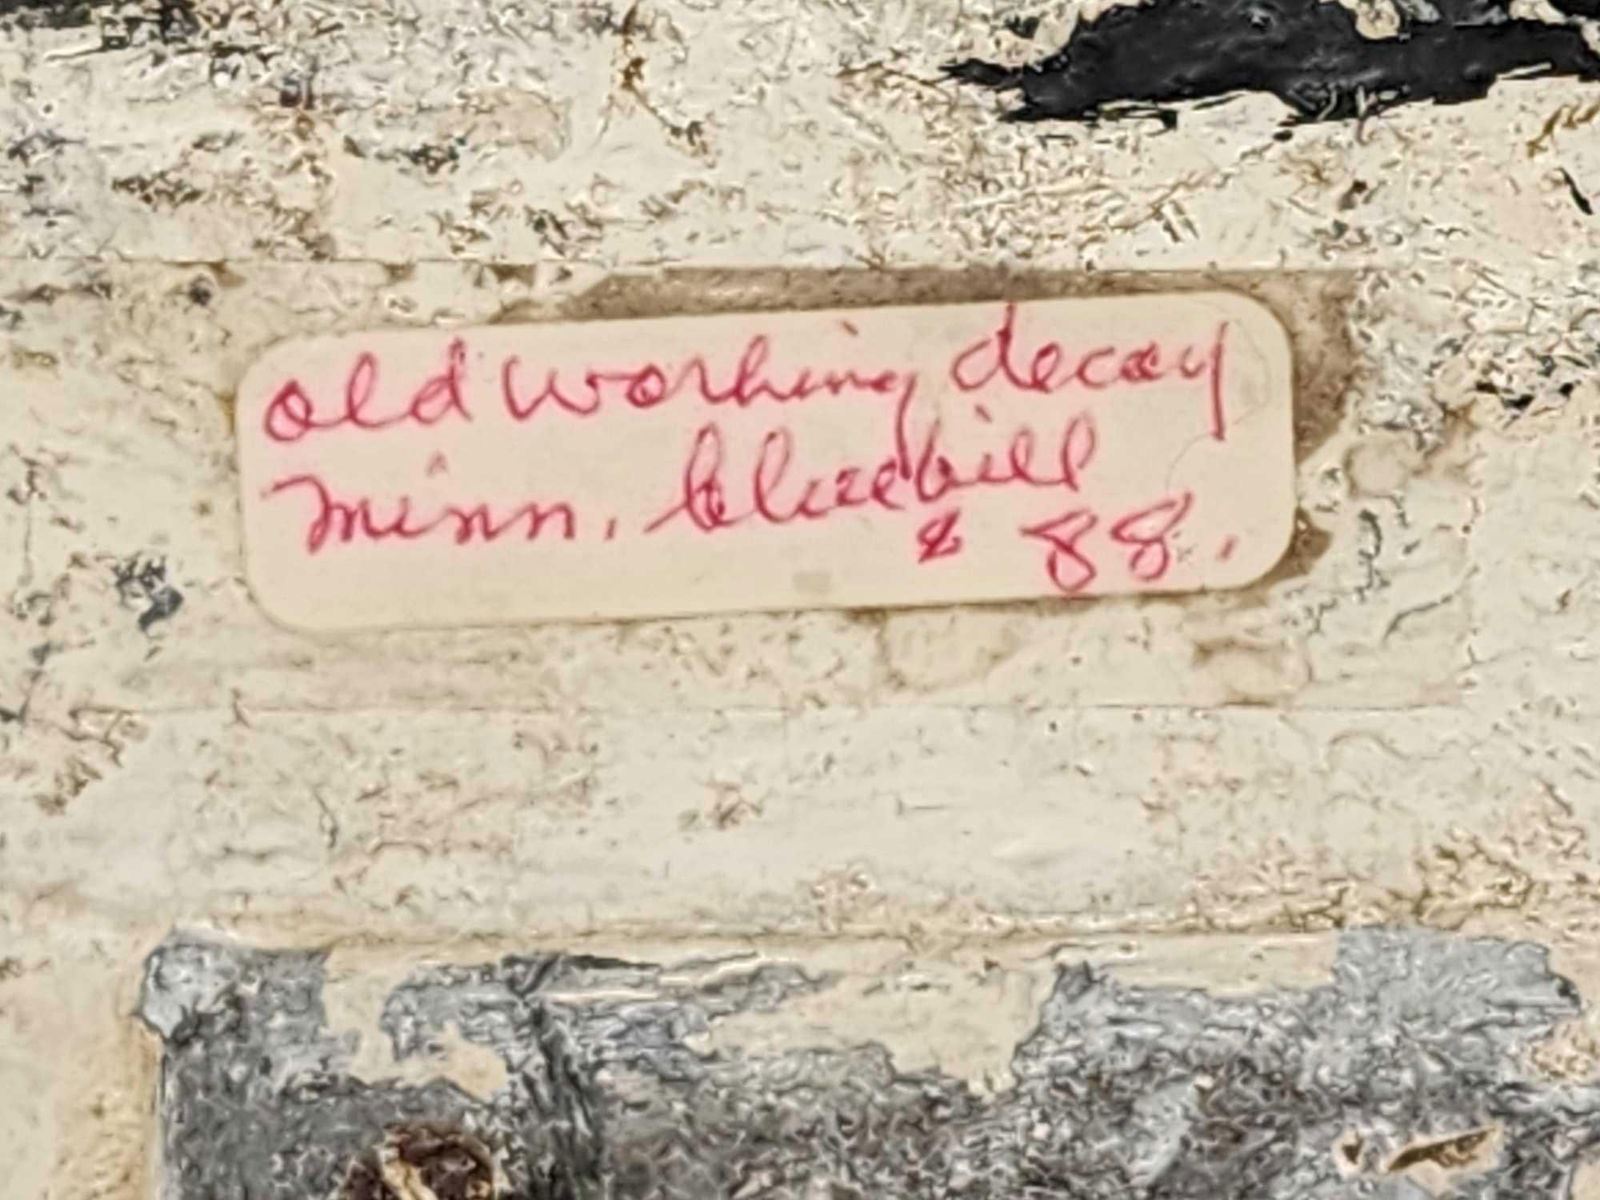 old working decoy
Minn. bluebill
$ 88.